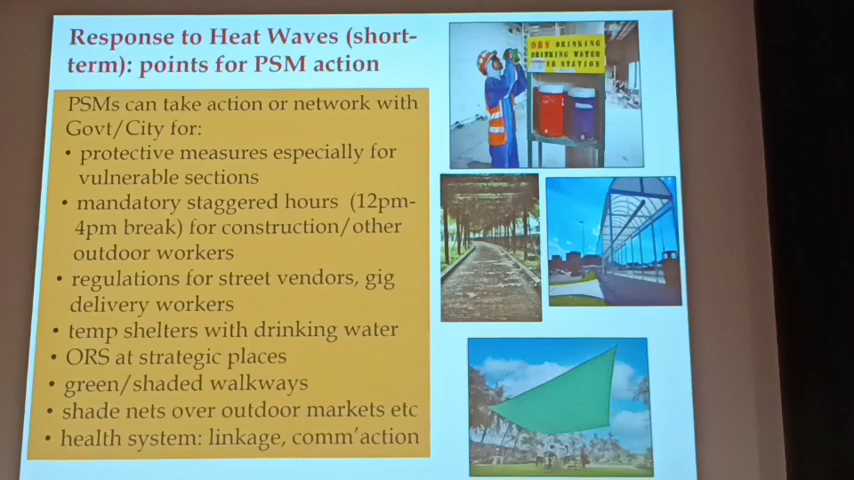 Response to Heat Waves (short-
term): points for PSM action
PSMs can take action or network with
Govt/City for:
• protective measures especially for
vulnerable sections
• mandatory staggered hours (12pm-
4pm break) for construction/other
outdoor workers
• regulations for street vendors, gig
delivery workers
• temp shelters with drinking water
• ORS at strategic places
• green/shaded walkways
• shade nets over outdoor markets etc
• health system: linkage, comm'action
ORS DRINKING
DRINKING WATER
STATION